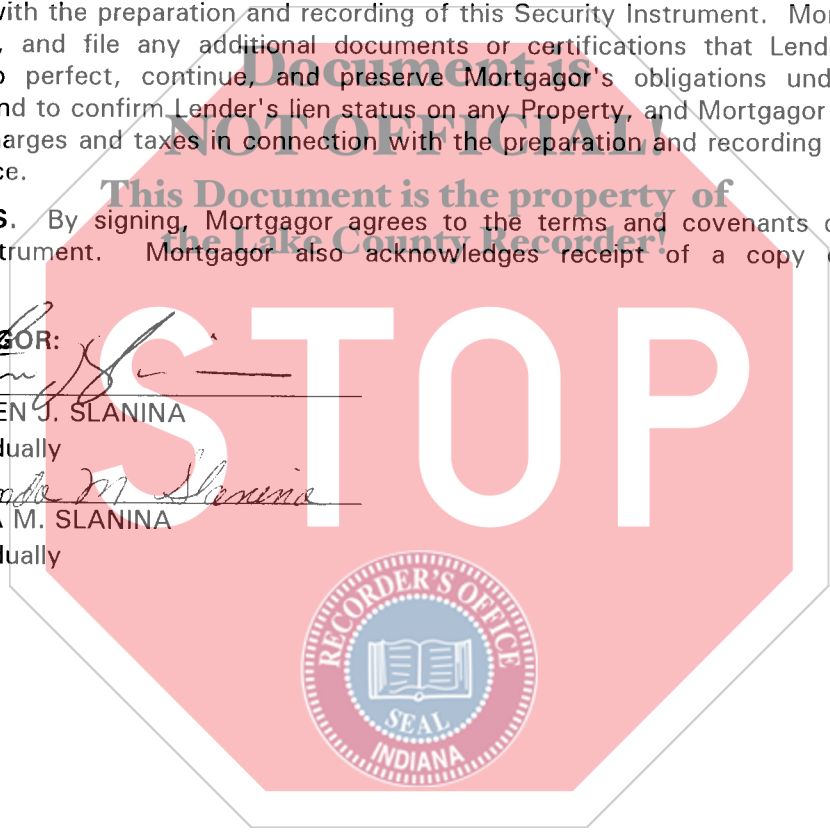 with the preparation and recording of this Security Instrument. Mor
, and file any additional documents or certifications that Lend
Document is
o perfect, continue, and preserve Mortgagor's obligations und
nd to confirm Lender's lien status on any Property, and Mortgagor
NOT OFFICIAL!
arges and taxes in connection with the preparation and recording
ce.
This Document is the property of
S. By signing, Mortgagor agrees to the terms and covenants o
the Lake County Recorder!
trument. Mortgagor also acknowledges receipt of a copy
GOR:
EN J. SLANINA
dually
M Slanina
A M. SLANINA
dually
STOP
RECORDER'S OFFICE
SEAL
INDIANA